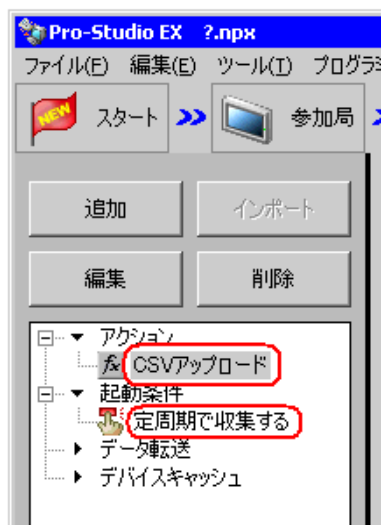 Pro-Studio EX ?.npx
ファイル(F) 編集(E) ツール(T) プログラ
NEW スタート 参加局
追加 インポート
編集 削除
アクション
fx CSVアップロード
起動条件
定周期で収集する
データ転送
デバイスキャッシュ